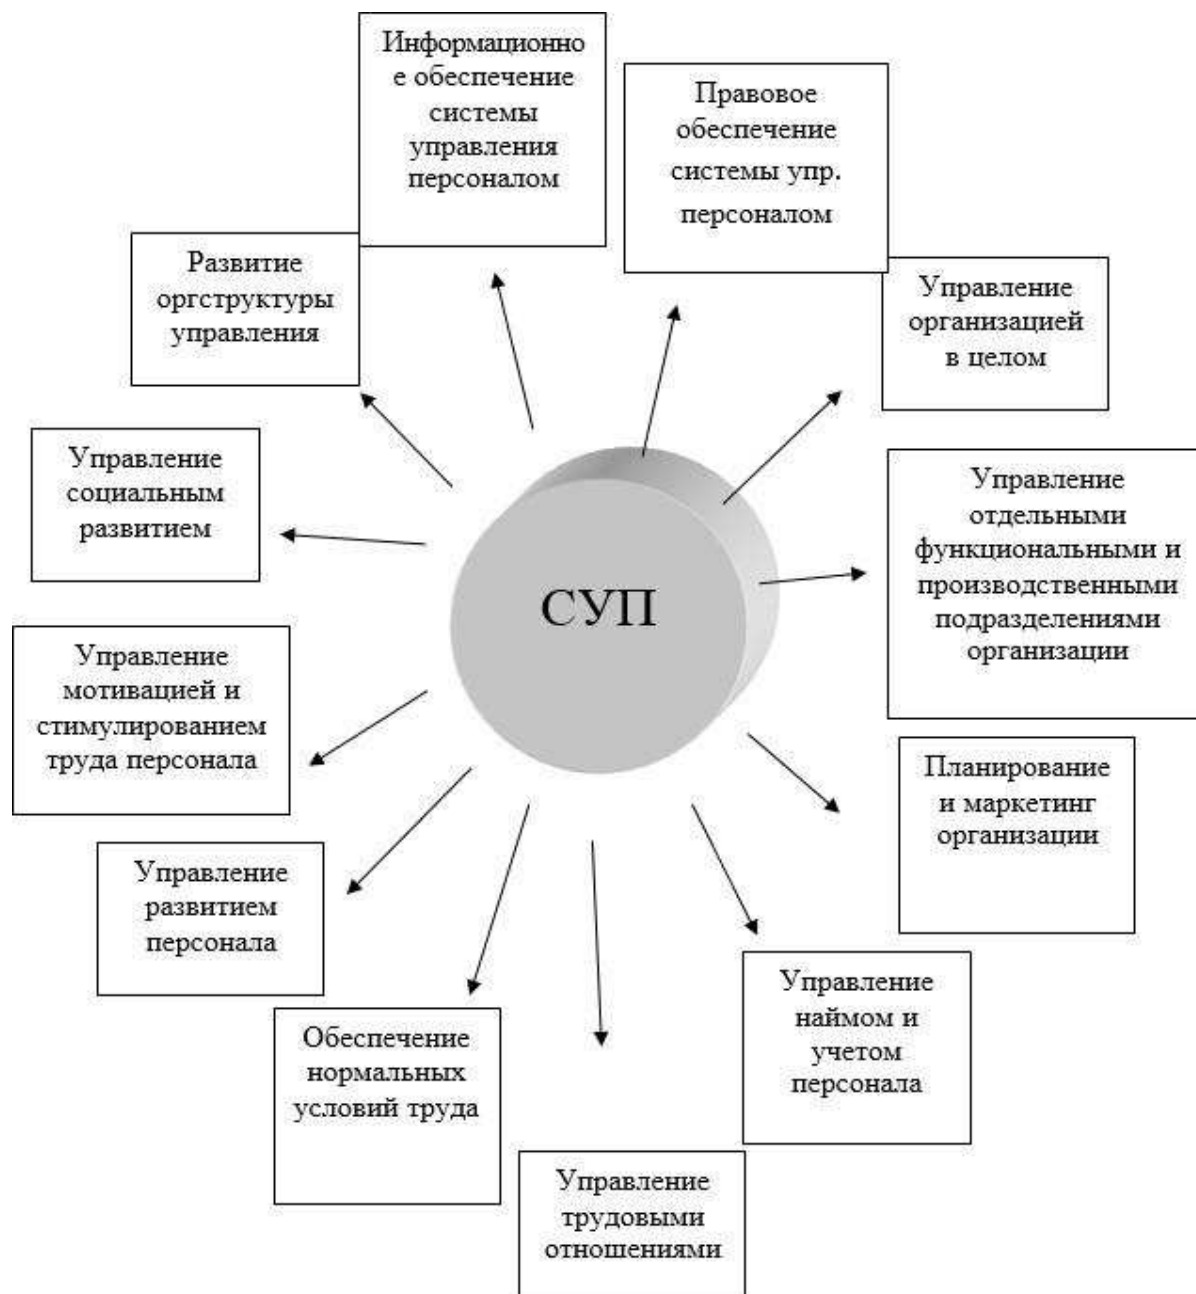 Информационно
е обеспечение
системы
управления
персоналом
Правовое
обеспечение
системы упр.
персоналом
Развитие
оргструктуры
управления
Управление
организацией
в целом
Управление
социальным
развитием
Управление
отдельными
функциональными и
производственными
подразделениями
организации
СУП
Управление
мотивацией и
стимулированием
труда персонала
Планирование
и маркетинг
организации
Управление
развитием
персонала
Управление
наймом и
учетом
персонала
Обеспечение
нормальных
условий труда
Управление
трудовыми
отношениями